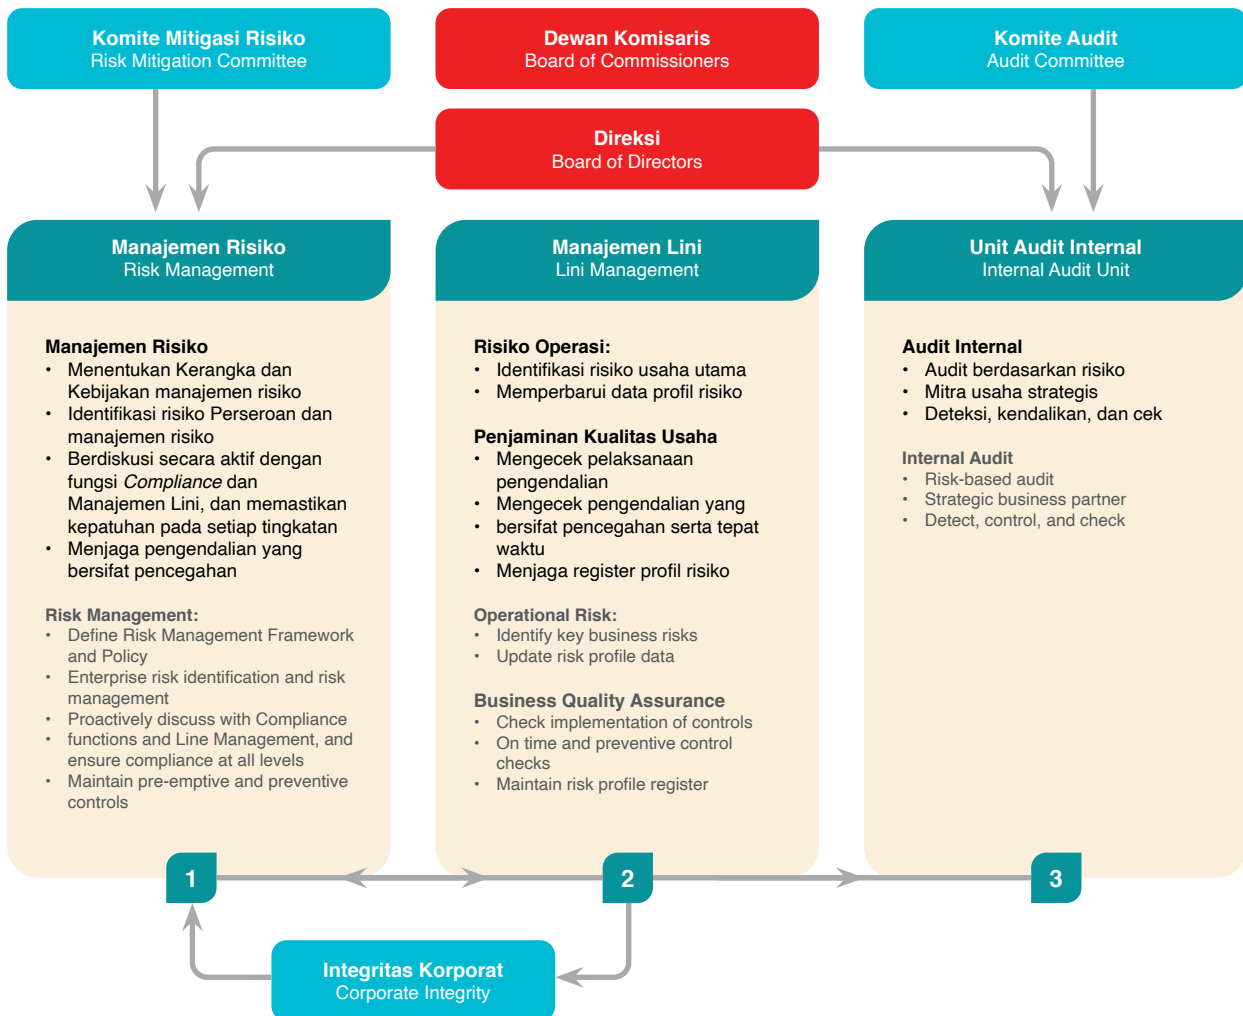 Komite Mitigasi Risiko
Risk Mitigation Committee
Dewan Komisaris
Board of Commissioners
Komite Audit
Audit Committee
Direksi
Board of Directors
Manajemen Risiko
Risk Management
Manajemen Risiko
• Menentukan Kerangka dan
Kebijakan manajemen risiko
• Identifikasi risiko Perseroan dan
manajemen risiko
• Berdiskusi secara aktif dengan
fungsi Compliance dan
Manajemen Lini, dan memastikan
kepatuhan pada setiap tingkatan
• Menjaga pengendalian yang
bersifat pencegahan
Risk Management:
• Define Risk Management Framework
and Policy
• Enterprise risk identification and risk
management
• Proactively discuss with Compliance
• functions and Line Management, and
ensure compliance at all levels
• Maintain pre-emptive and preventive
controls
Manajemen Lini
Lini Management
Risiko Operasi:
• Identifikasi risiko usaha utama
• Memperbarui data profil risiko
Penjaminan Kualitas Usaha
• Mengecek pelaksanaan
pengendalian
• Mengecek pengendalian yang
• bersifat pencegahan serta tepat
waktu
• Menjaga register profil risiko
Operational Risk:
• Identify key business risks
• Update risk profile data
Business Quality Assurance
• Check implementation of controls
• On time and preventive control
checks
• Maintain risk profile register
Unit Audit Internal
Internal Audit Unit
Audit Internal
• Audit berdasarkan risiko
• Mitra usaha strategis
• Deteksi, kendalikan, dan cek
Internal Audit
• Risk-based audit
• Strategic business partner
• Detect, control, and check
1
2
3
Integritas Korporat
Corporate Integrity